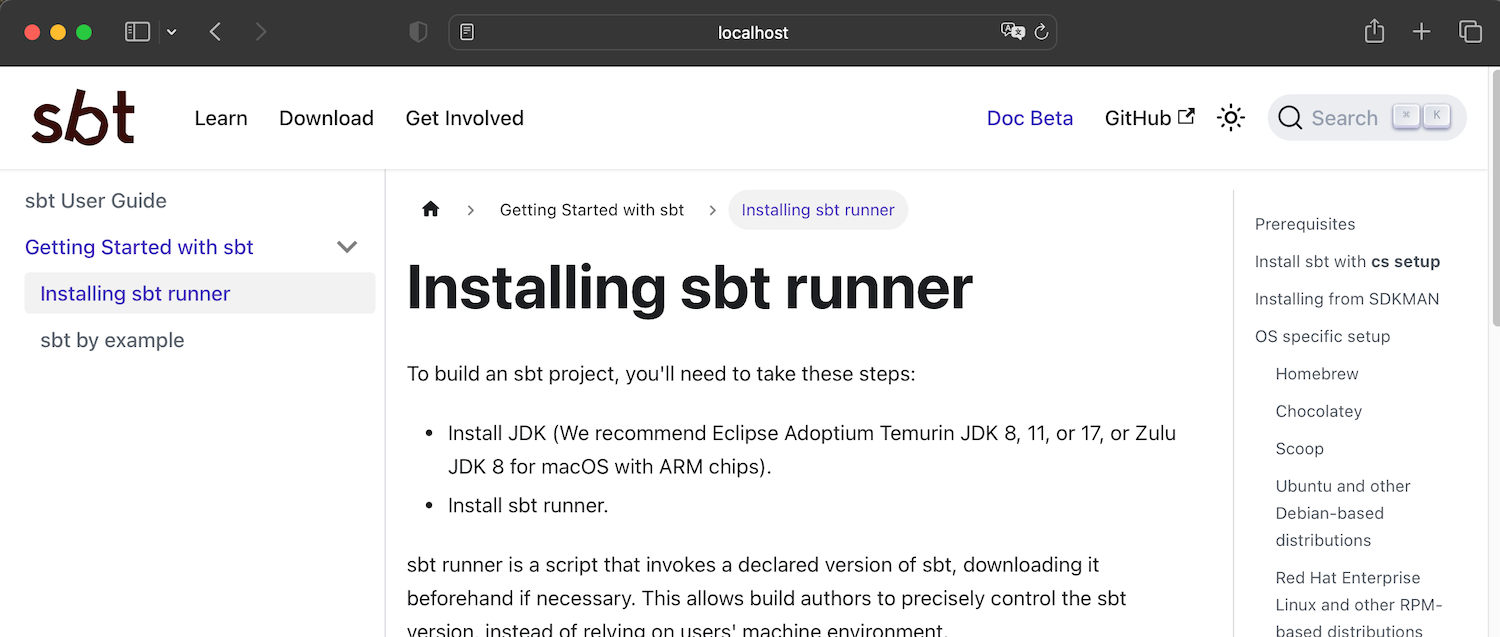 localhost
sbt
Learn
Download
Get Involved
Doc Beta
GitHub
Search
⌘
K
sbt User Guide
Getting Started with sbt
Installing sbt runner
sbt by example
Getting Started with sbt
Installing sbt runner
Installing sbt runner
To build an sbt project, you'll need to take these steps:
• Install JDK (We recommend Eclipse Adoptium Temurin JDK 8, 11, or 17, or Zulu
JDK 8 for macOS with ARM chips).
• Install sbt runner.
sbt runner is a script that invokes a declared version of sbt, downloading it
beforehand if necessary. This allows build authors to precisely control the sbt
version, instead of relying on users' machine environment.
Prerequisites
Install sbt with cs setup
Installing from SDKMAN
OS specific setup
Homebrew
Chocolatey
Scoop
Ubuntu and other
Debian-based
distributions
Red Hat Enterprise
Linux and other RPM-
based distributions